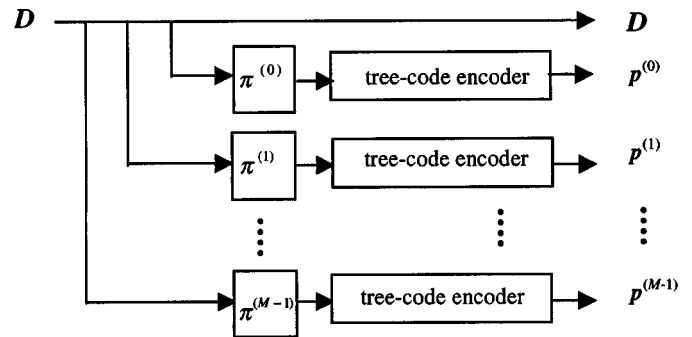 D D
π(0) tree-code encoder p(0)
π(1) tree-code encoder p(1)
π(M−1) tree-code encoder p(M-1)